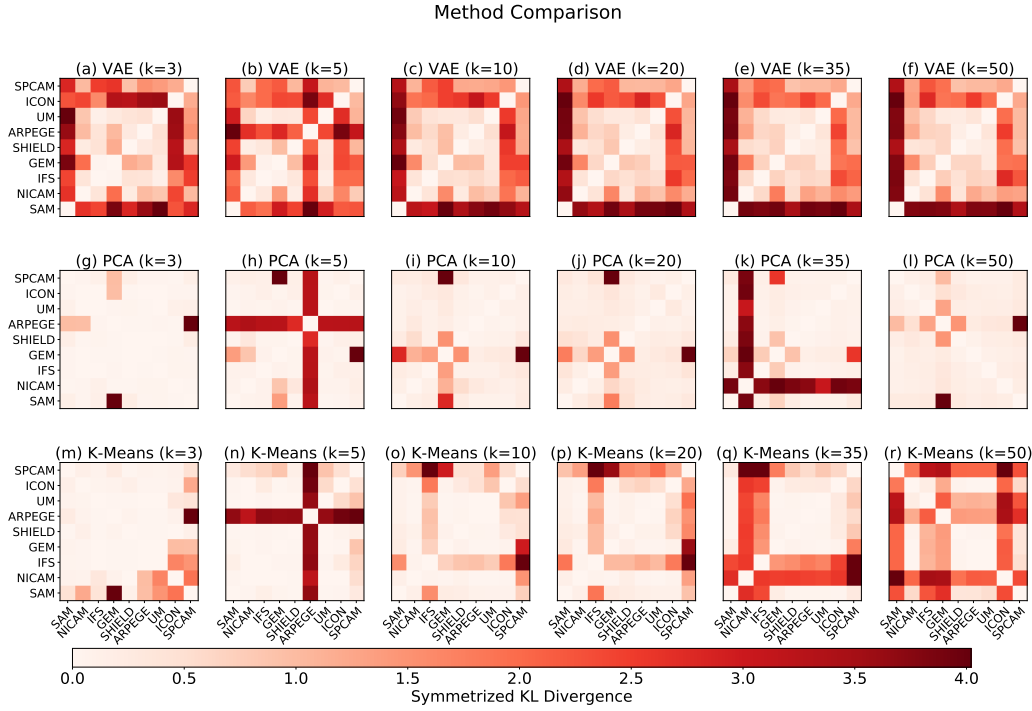 Method Comparison
(a) VAE (k=3)
(b) VAE (k=5)
(c) VAE (k=10)
(d) VAE (k=20)
(e) VAE (k=35)
(f) VAE (k=50)
SPCAM
ICON
UM
ARPEGE
SHIELD
GEM
IFS
NICAM
SAM
(g) PCA (k=3)
(h) PCA (k=5)
(i) PCA (k=10)
(j) PCA (k=20)
(k) PCA (k=35)
(l) PCA (k=50)
SPCAM
ICON
UM
ARPEGE
SHIELD
GEM
IFS
NICAM
SAM
(m) K-Means (k=3)
(n) K-Means (k=5)
(o) K-Means (k=10)
(p) K-Means (k=20)
(q) K-Means (k=35)
(r) K-Means (k=50)
SPCAM
ICON
UM
ARPEGE
SHIELD
GEM
IFS
NICAM
SAM
SAM
NICAM
IFS
GEM
SHIELD
ARPEGE
UM
ICON
SPCAM
SAM
NICAM
IFS
GEM
SHIELD
ARPEGE
UM
ICON
SPCAM
SAM
NICAM
IFS
GEM
SHIELD
ARPEGE
UM
ICON
SPCAM
SAM
NICAM
IFS
GEM
SHIELD
ARPEGE
UM
ICON
SPCAM
SAM
NICAM
IFS
GEM
SHIELD
ARPEGE
UM
ICON
SPCAM
SAM
NICAM
IFS
GEM
SHIELD
ARPEGE
UM
ICON
SPCAM
0.0 0.5 1.0 1.5 2.0 2.5 3.0 3.5 4.0
Symmetrized KL Divergence